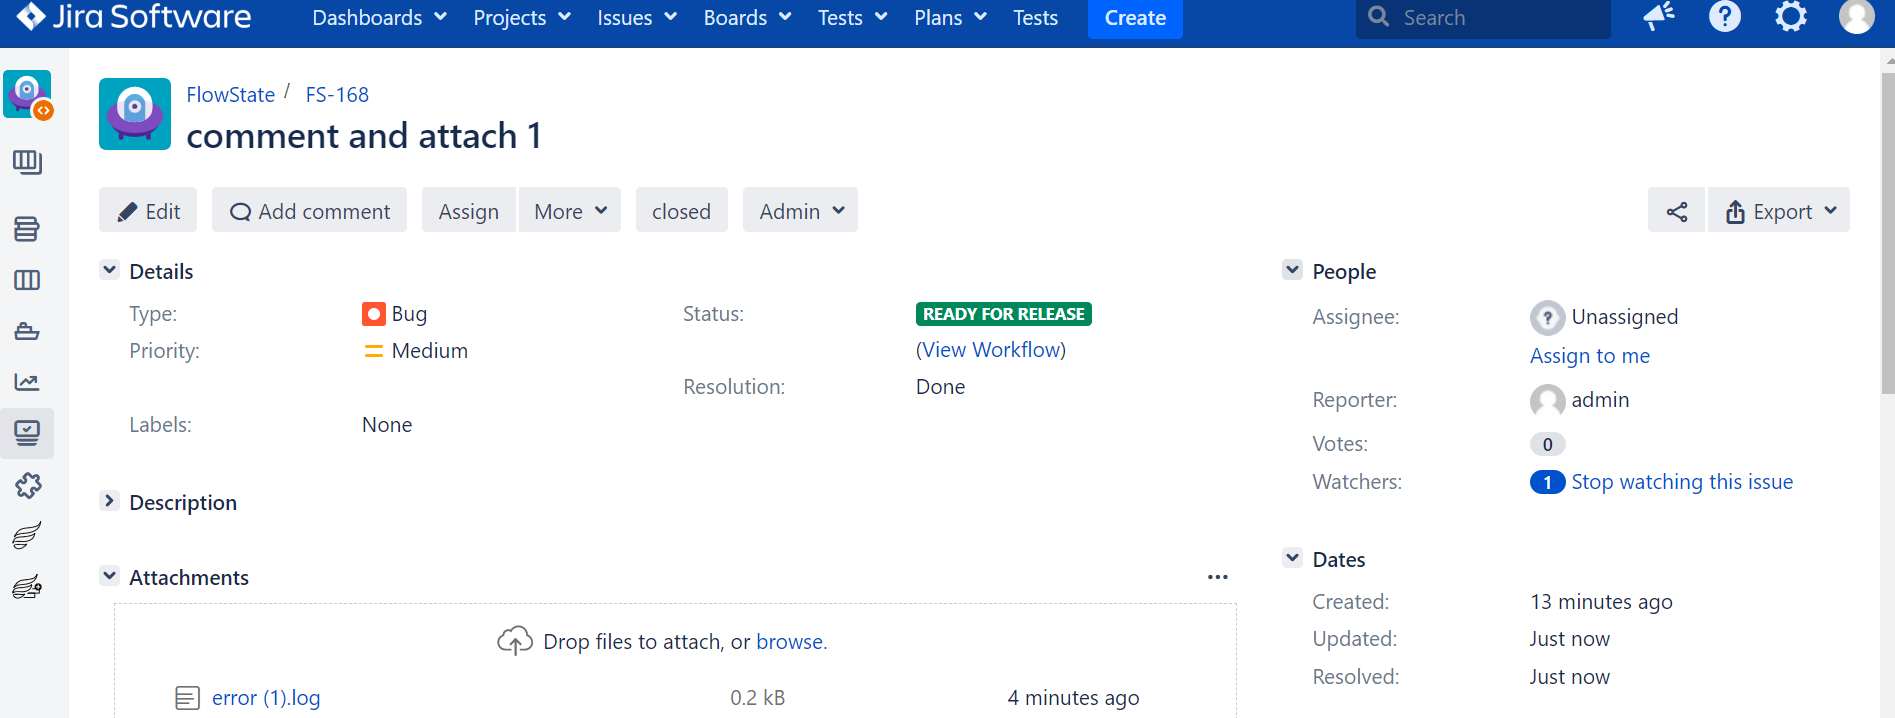 Jira Software Dashboards Projects Issues Boards Tests Plans Tests Create Search
FlowState / FS-168
comment and attach 1
Edit Add comment Assign More closed Admin Export
Details
Type: Bug Status: READY FOR RELEASE
Priority: Medium (View Workflow)
Resolution: Done
Labels: None
Description
Attachments
Drop files to attach, or browse.
error (1).log 0.2 kB 4 minutes ago
People
Assignee: Unassigned
Assign to me
Reporter: admin
Votes: 0
Watchers: 1 Stop watching this issue
Dates
Created: 13 minutes ago
Updated: Just now
Resolved: Just now